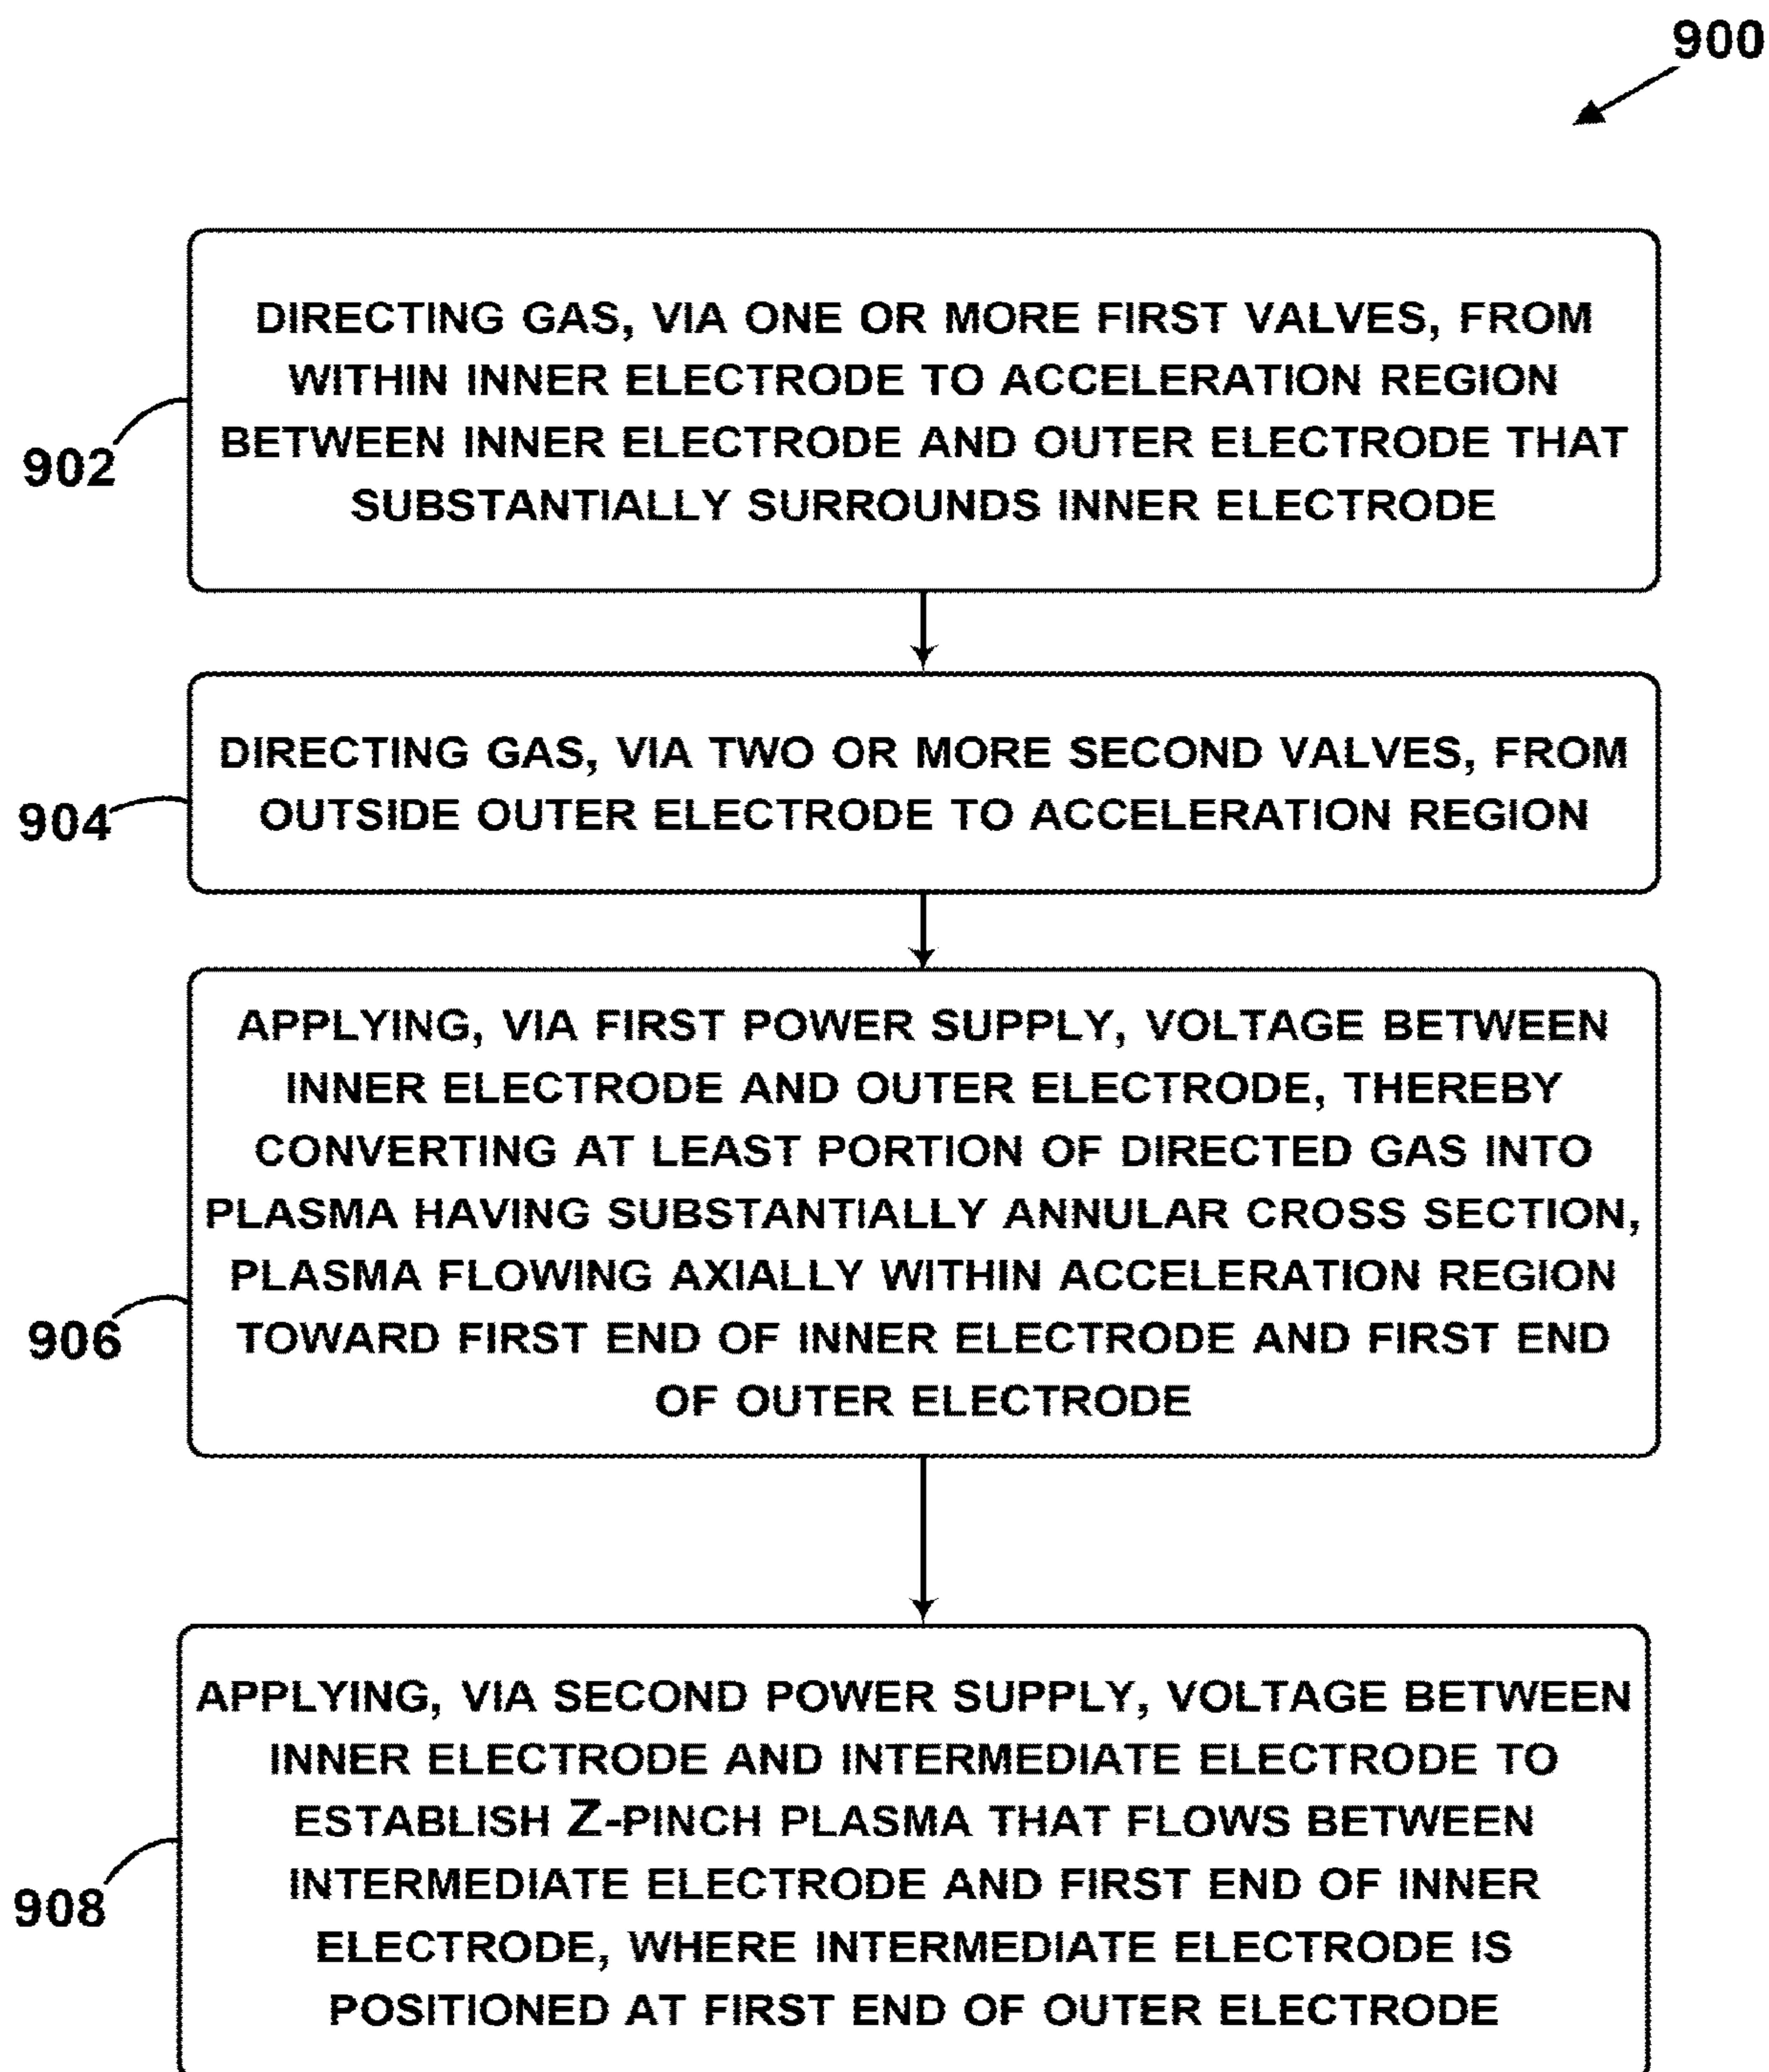 900
DIRECTING GAS, VIA ONE OR MORE FIRST VALVES, FROM
WITHIN INNER ELECTRODE TO ACCELERATION REGION
BETWEEN INNER ELECTRODE AND OUTER ELECTRODE THAT
SUBSTANTIALLY SURROUNDS INNER ELECTRODE
902
DIRECTING GAS, VIA TWO OR MORE SECOND VALVES, FROM
OUTSIDE OUTER ELECTRODE TO ACCELERATION REGION
904
APPLYING, VIA FIRST POWER SUPPLY, VOLTAGE BETWEEN
INNER ELECTRODE AND OUTER ELECTRODE, THEREBY
CONVERTING AT LEAST PORTION OF DIRECTED GAS INTO
PLASMA HAVING SUBSTANTIALLY ANNULAR CROSS SECTION,
PLASMA FLOWING AXIALLY WITHIN ACCELERATION REGION
TOWARD FIRST END OF INNER ELECTRODE AND FIRST END
OF OUTER ELECTRODE
906
APPLYING, VIA SECOND POWER SUPPLY, VOLTAGE BETWEEN
INNER ELECTRODE AND INTERMEDIATE ELECTRODE TO
ESTABLISH Z-PINCH PLASMA THAT FLOWS BETWEEN
INTERMEDIATE ELECTRODE AND FIRST END OF INNER
ELECTRODE, WHERE INTERMEDIATE ELECTRODE IS
POSITIONED AT FIRST END OF OUTER ELECTRODE
908